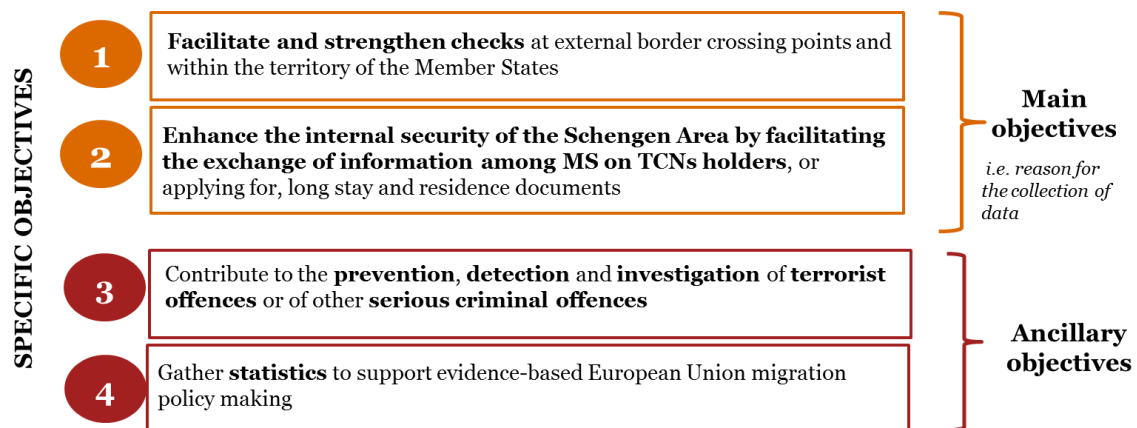 SPECIFIC OBJECTIVES
1
Facilitate and strengthen checks at external border crossing points and
within the territory of the Member States
2
Enhance the internal security of the Schengen Area by facilitating
the exchange of information among MS on TCNs holders, or
applying for, long stay and residence documents
Main
objectives
i.e. reason for
the collection of
data
3
Contribute to the prevention, detection and investigation of terrorist
offences or of other serious criminal offences
4
Gather statistics to support evidence-based European Union migration
policy making
Ancillary
objectives